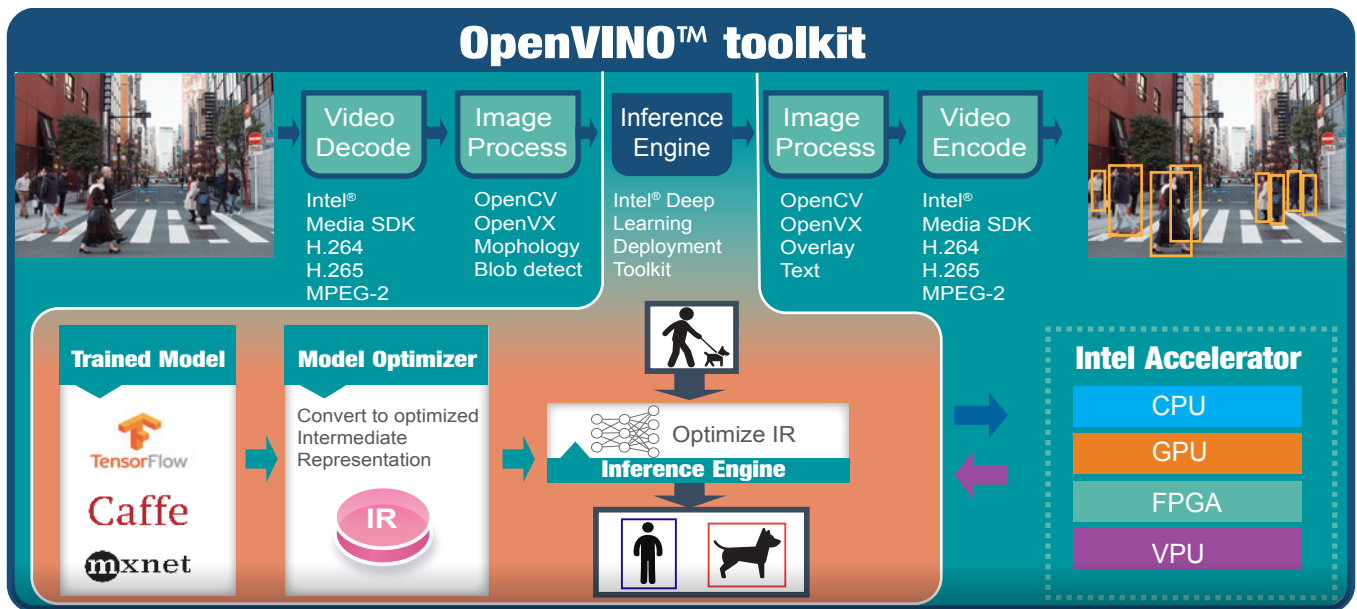 OpenVINO™ toolkit
Video
Decode
Intel®
Media SDK
H.264
H.265
MPEG-2
Image
Process
OpenCV
OpenVX
Mophology
Blob detect
Inference
Engine
Intel® Deep
Learning
Deployment
Toolkit
Image
Process
OpenCV
OpenVX
Overlay
Text
Video
Encode
Intel®
Media SDK
H.264
H.265
MPEG-2
Trained Model
TensorFlow
Caffe
mxnet
Model Optimizer
Convert to optimized
Intermediate
Representation
IR
Optimize IR
Inference Engine
Intel Accelerator
CPU
GPU
FPGA
VPU